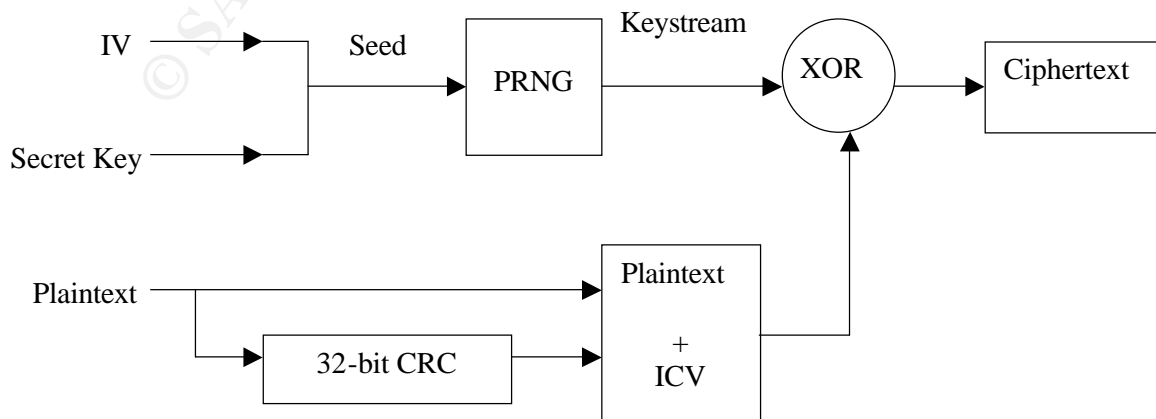 IV
Seed
Keystream
PRNG
XOR
Ciphertext
Secret Key
Plaintext
32-bit CRC
Plaintext
+
ICV